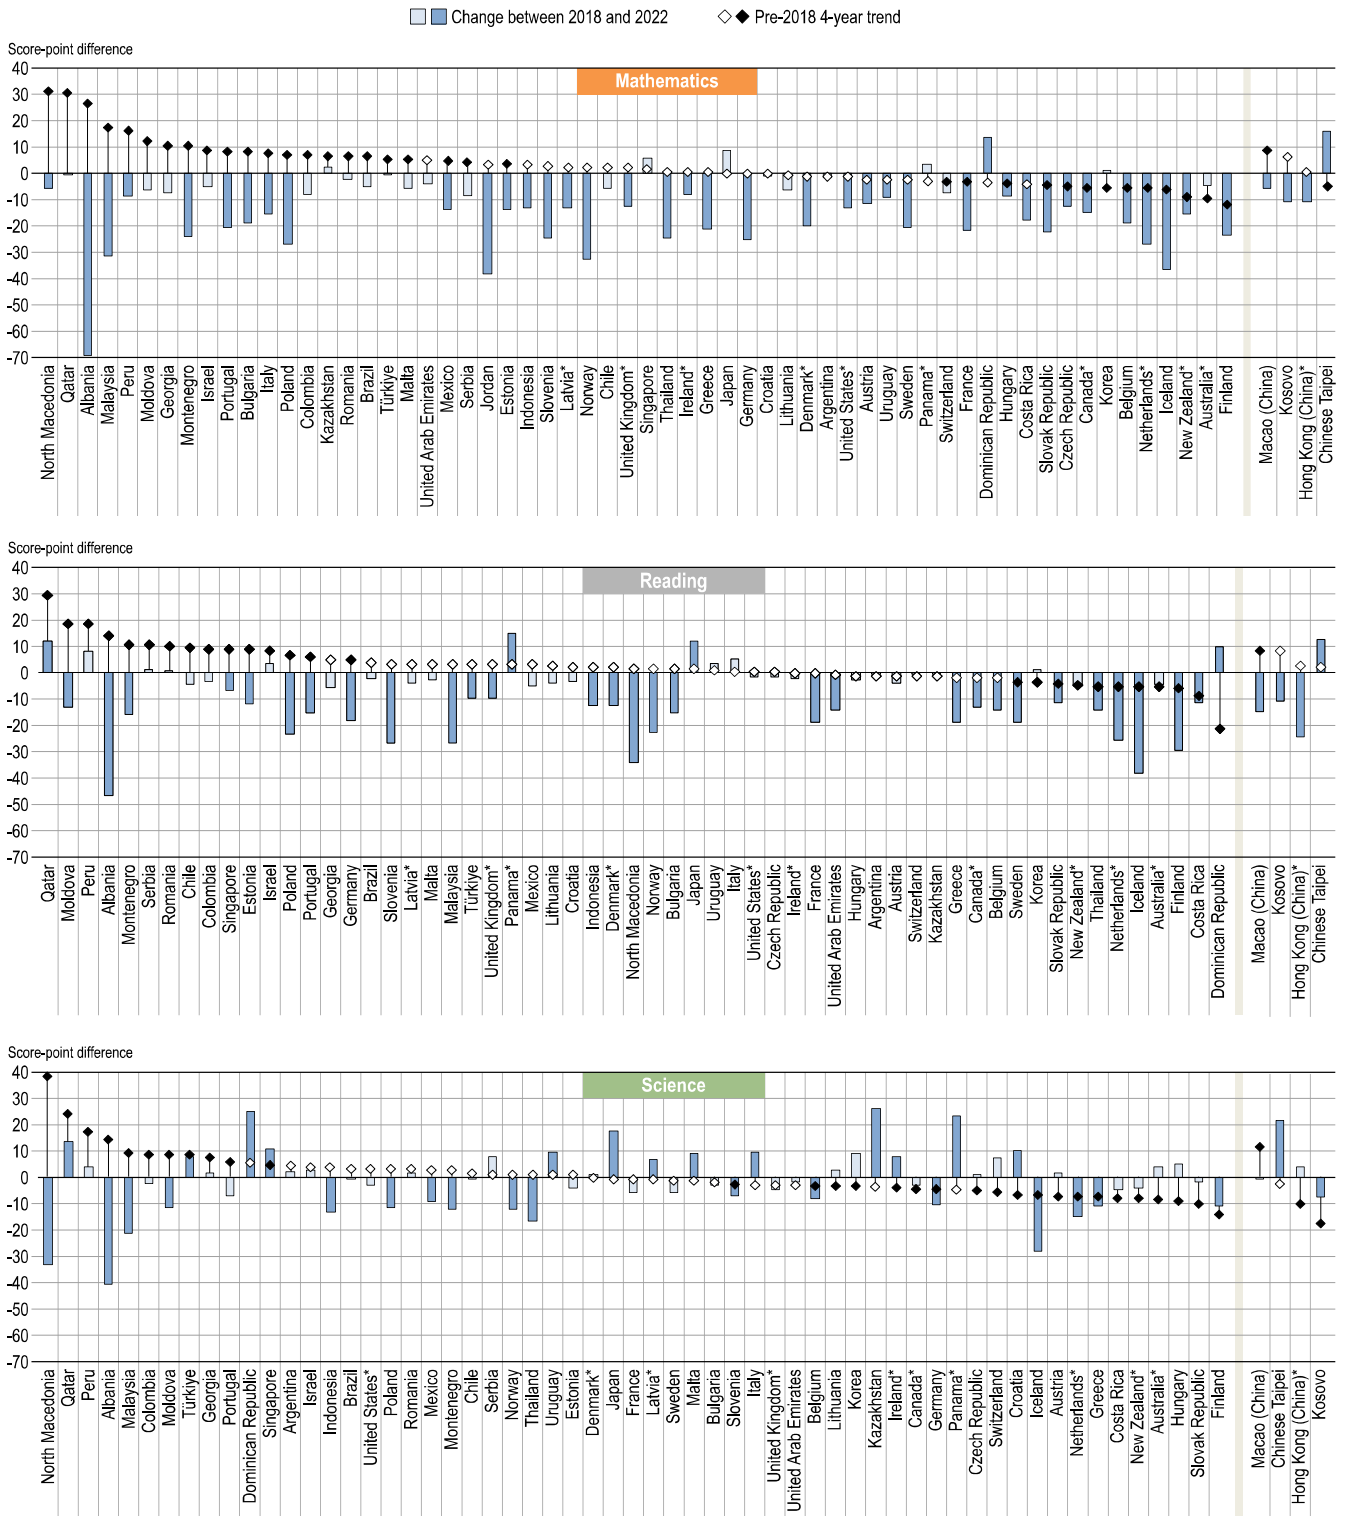 Change between 2018 and 2022 Pre-2018 4-year trend
Score-point difference
Mathematics
40
30
20
10
0
-10
-20
-30
-40
-50
-60
-70
North Macedonia
Qatar
Albania
Malaysia
Peru
Moldova
Georgia
Montenegro
Israel
Portugal
Bulgaria
Italy
Poland
Colombia
Kazakhstan
Romania
Brazil
Türkiye
Malta
United Arab Emirates
Mexico
Serbia
Jordan
Estonia
Indonesia
Slovenia
Latvia*
Norway
Chile
United Kingdom*
Singapore
Thailand
Ireland*
Greece
Japan
Germany
Croatia
Lithuania
Denmark*
Argentina
United States*
Austria
Uruguay
Sweden
Panama*
Switzerland
France
Dominican Republic
Hungary
Costa Rica
Slovak Republic
Czech Republic
Canada*
Korea
Belgium
Netherlands*
Iceland
New Zealand*
Australia*
Finland
Macao (China)
Kosovo
Hong Kong (China)*
Chinese Taipei
Score-point difference
Reading
40
30
20
10
0
-10
-20
-30
-40
-50
-60
-70
Qatar
Moldova
Peru
Albania
Montenegro
Serbia
Romania
Chile
Colombia
Singapore
Estonia
Israel
Poland
Portugal
Georgia
Germany
Brazil
Slovenia
Latvia*
Malta
Malaysia
Türkiye
United Kingdom*
Panama*
Mexico
Lithuania
Croatia
Indonesia
Denmark*
North Macedonia
Norway
Bulgaria
Japan
Uruguay
Italy
United States*
Czech Republic
Ireland*
France
United Arab Emirates
Hungary
Argentina
Austria
Switzerland
Kazakhstan
Greece
Canada*
Belgium
Sweden
Korea
Slovak Republic
New Zealand*
Thailand
Netherlands*
Iceland
Australia*
Finland
Costa Rica
Dominican Republic
Macao (China)
Kosovo
Hong Kong (China)*
Chinese Taipei
Score-point difference
Science
40
30
20
10
0
-10
-20
-30
-40
-50
-60
-70
North Macedonia
Qatar
Peru
Albania
Malaysia
Colombia
Moldova
Türkiye
Georgia
Portugal
Dominican Republic
Singapore
Argentina
Israel
Indonesia
Brazil
United States*
Poland
Romania
Mexico
Montenegro
Chile
Serbia
Norway
Thailand
Uruguay
Estonia
Denmark*
Japan
France
Latvia*
Sweden
Malta
Bulgaria
Slovenia
Italy
United Kingdom*
United Arab Emirates
Belgium
Lithuania
Korea
Kazakhstan
Ireland*
Canada*
Germany
Panama*
Czech Republic
Switzerland
Croatia
Iceland
Austria
Netherlands*
Greece
Costa Rica
New Zealand*
Australia*
Hungary
Slovak Republic
Finland
Macao (China)
Chinese Taipei
Hong Kong (China)*
Kosovo